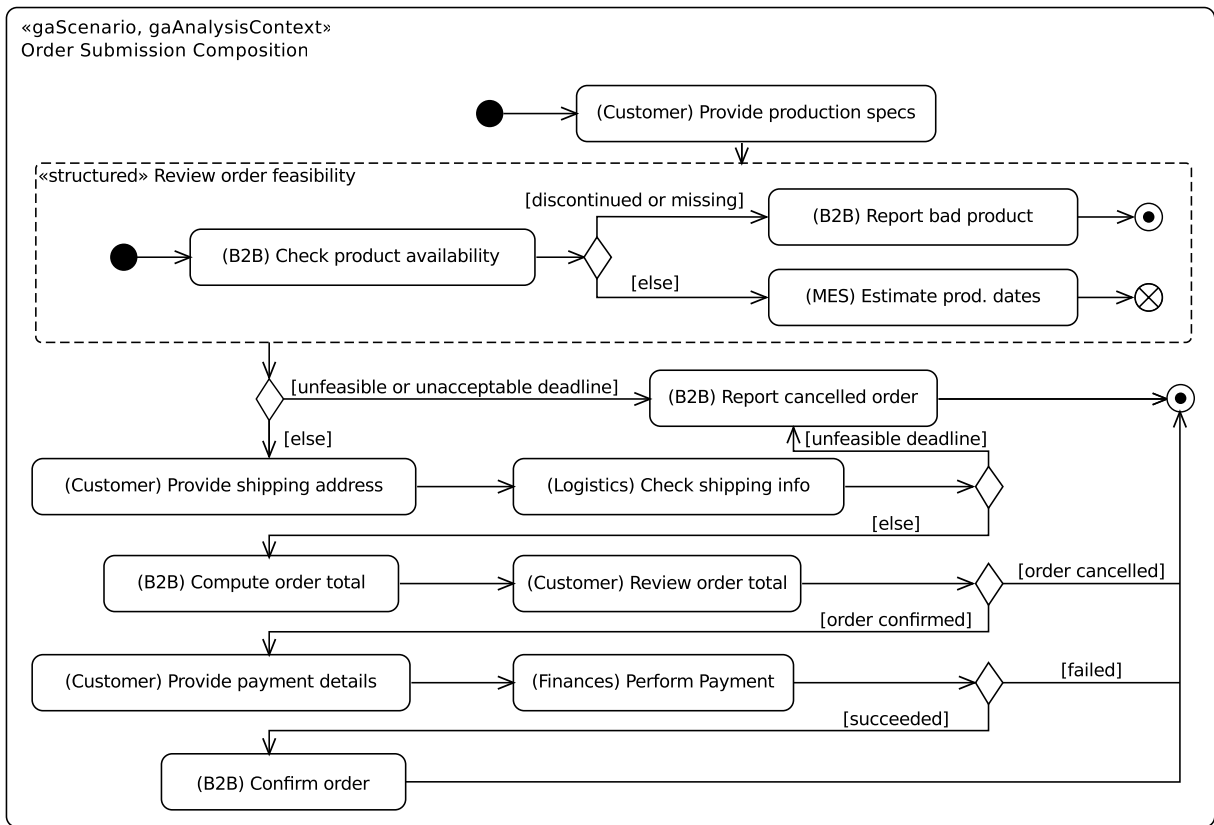 «gaScenario, gaAnalysisContext»
Order Submission Composition
(Customer) Provide production specs
«structured» Review order feasibility
[discontinued or missing]
(B2B) Report bad product
(B2B) Check product availability
[else]
(MES) Estimate prod. dates
[unfeasible or unacceptable deadline]
(B2B) Report cancelled order
[else]
[unfeasible deadline]
(Customer) Provide shipping address
(Logistics) Check shipping info
[else]
(B2B) Compute order total
(Customer) Review order total
[order cancelled]
[order confirmed]
(Customer) Provide payment details
(Finances) Perform Payment
[failed]
[succeeded]
(B2B) Confirm order